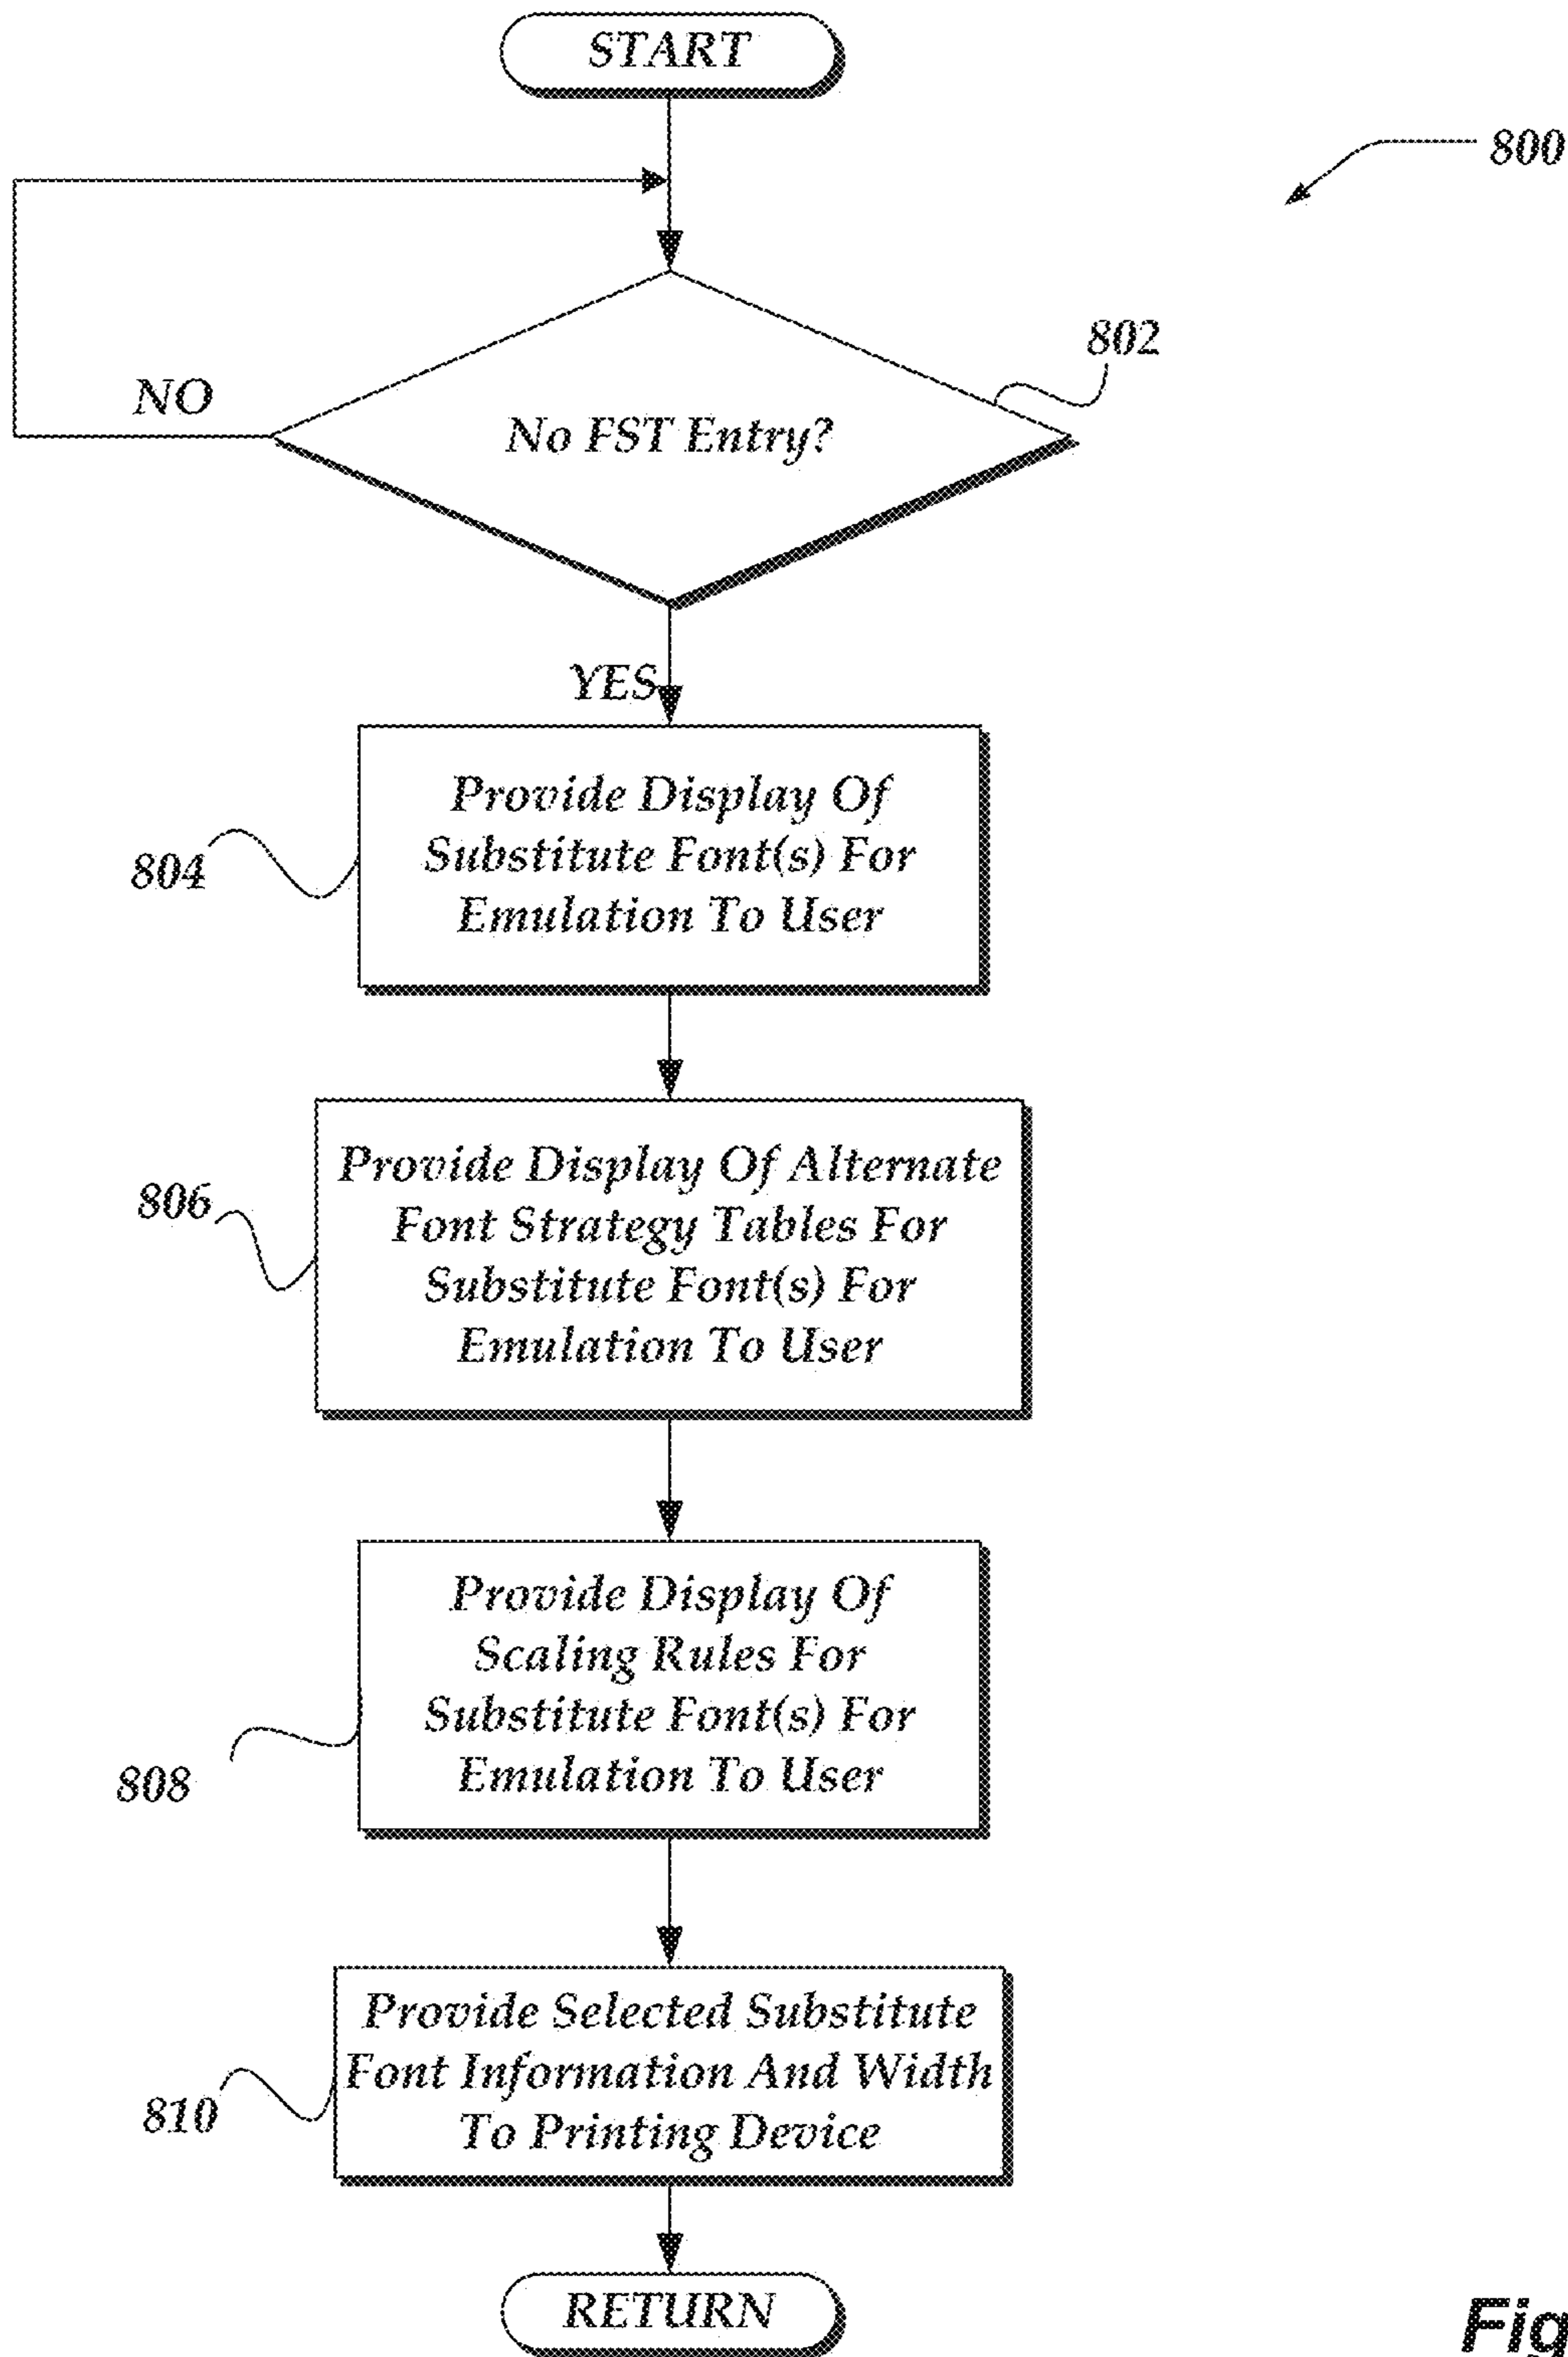 START
800
802
NO
No FST Entry?
YES
Provide Display Of
Substitute Font(s) For
Emulation To User
804
Provide Display Of Alternate
Font Strategy Tables For
Substitute Font(s) For
Emulation To User
806
Provide Display Of
Scaling Rules For
Substitute Font(s) For
Emulation To User
808
Provide Selected Substitute
Font Information And Width
To Printing Device
810
RETURN
Fig